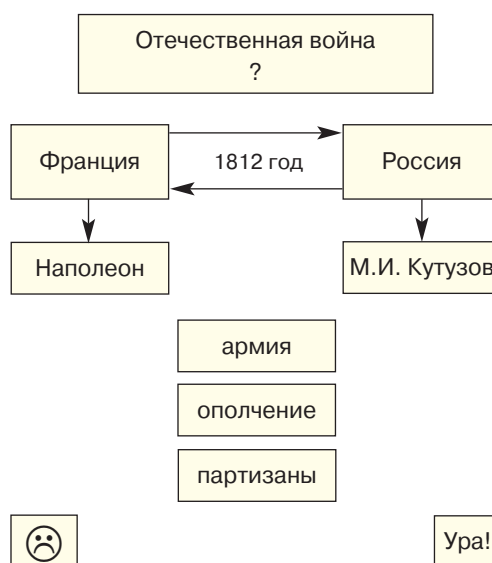 Отечественная война
?
Франция
1812 год
Россия
Наполеон
М.И. Кутузов
армия
ополчение
партизаны
Ура!